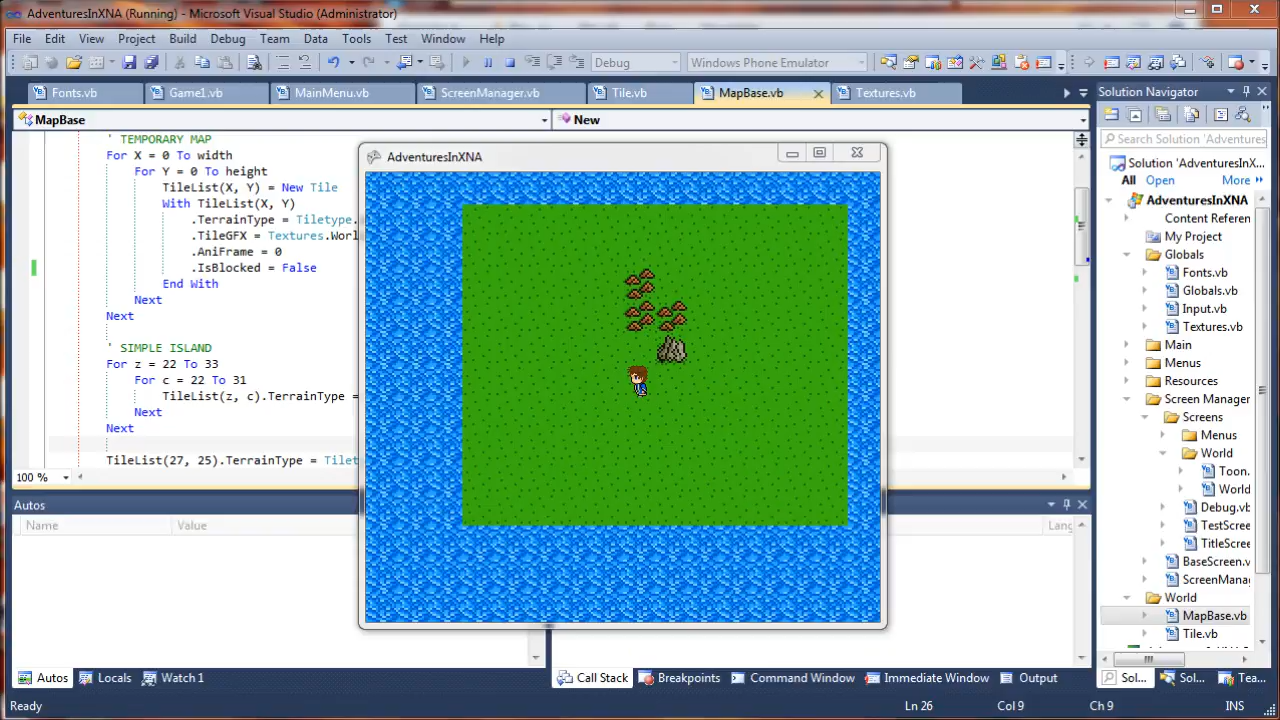 AdventuresInXNA (Running) - Microsoft Visual Studio (Administrator)
File Edit View Project Build Debug Team Data Tools Test Window Help
Debug Windows Phone Emulator
Fonts.vb Game1.vb MainMenu.vb ScreenManager.vb Tile.vb MapBase.vb Textures.vb
MapBase New
' TEMPORARY MAP
For X = 0 To width
For Y = 0 To height
TileList(X, Y) = New Tile
With TileList(X, Y)
.TerrainType = Tiletype.
.TileGFX = Textures.Worl
.AniFrame = 0
.IsBlocked = False
End With
Next
Next
' SIMPLE ISLAND
For z = 22 To 33
For c = 22 To 31
TileList(z, c).TerrainType =
Next
Next
TileList(27, 25).TerrainType = Tilet
100 %
AdventuresInXNA
Autos
Name Value
Lang
Autos Locals Watch 1
Call Stack Breakpoints Command Window Immediate Window Output
Solution Navigator
Search Solution 'Adventures
Solution 'AdventuresInX...
All Open More
AdventuresInXNA
Content Referen
My Project
Globals
Fonts.vb
Globals.vb
Input.vb
Textures.vb
Main
Menus
Resources
Screen Manager
Screens
Menus
World
Toon.
World
Debug.vb
TestScree
TitleScree
BaseScreen.v
ScreenManag
World
MapBase.vb
Tile.vb
Sol... Sol... Tea...
Ready Ln 26 Col 9 Ch 9 INS